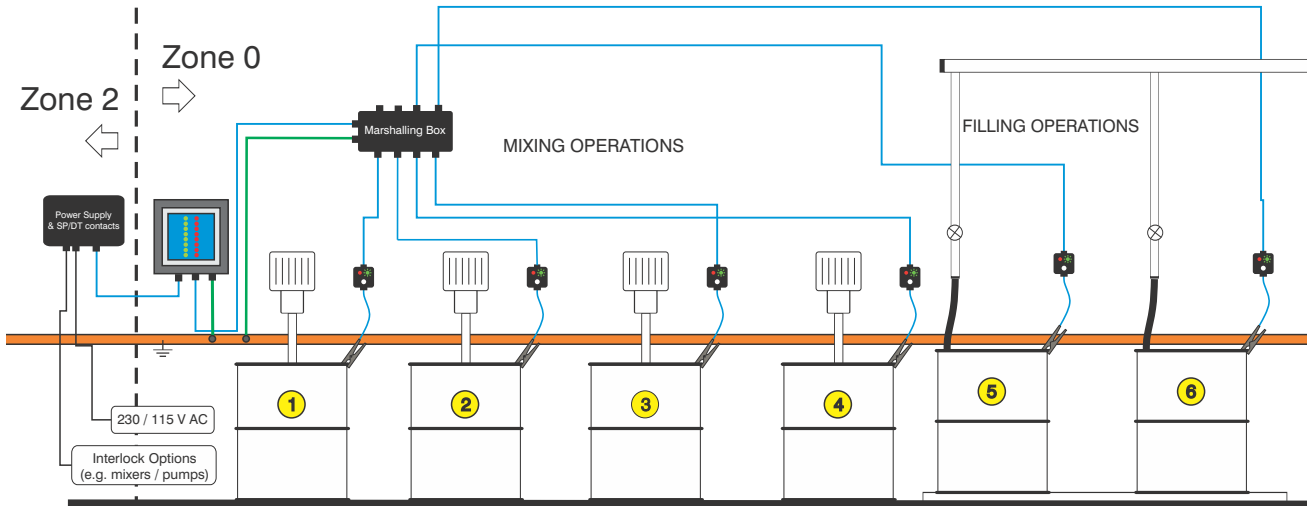 Zone 2
Zone 0
Marshalling Box
MIXING OPERATIONS
FILLING OPERATIONS
Power Supply
& SP/DT contacts
1
2
3
4
5
6
230 / 115 V AC
Interlock Options
(e.g. mixers / pumps)